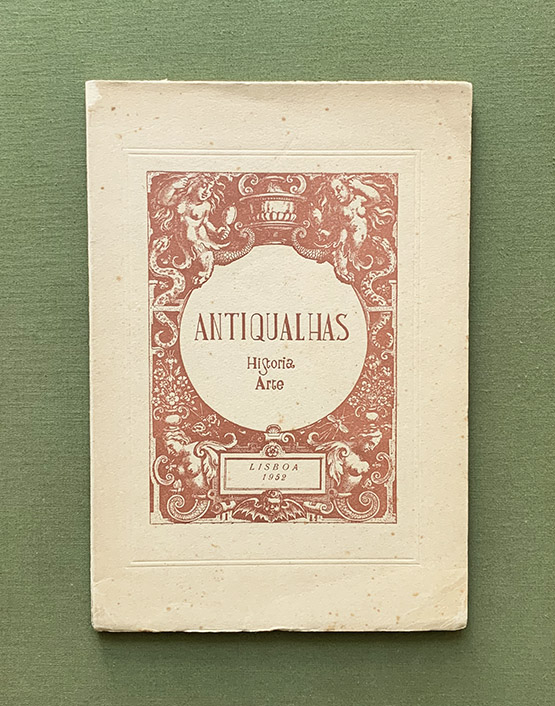 ANTIQUALHAS
Historia
Arte
LISBOA
1952